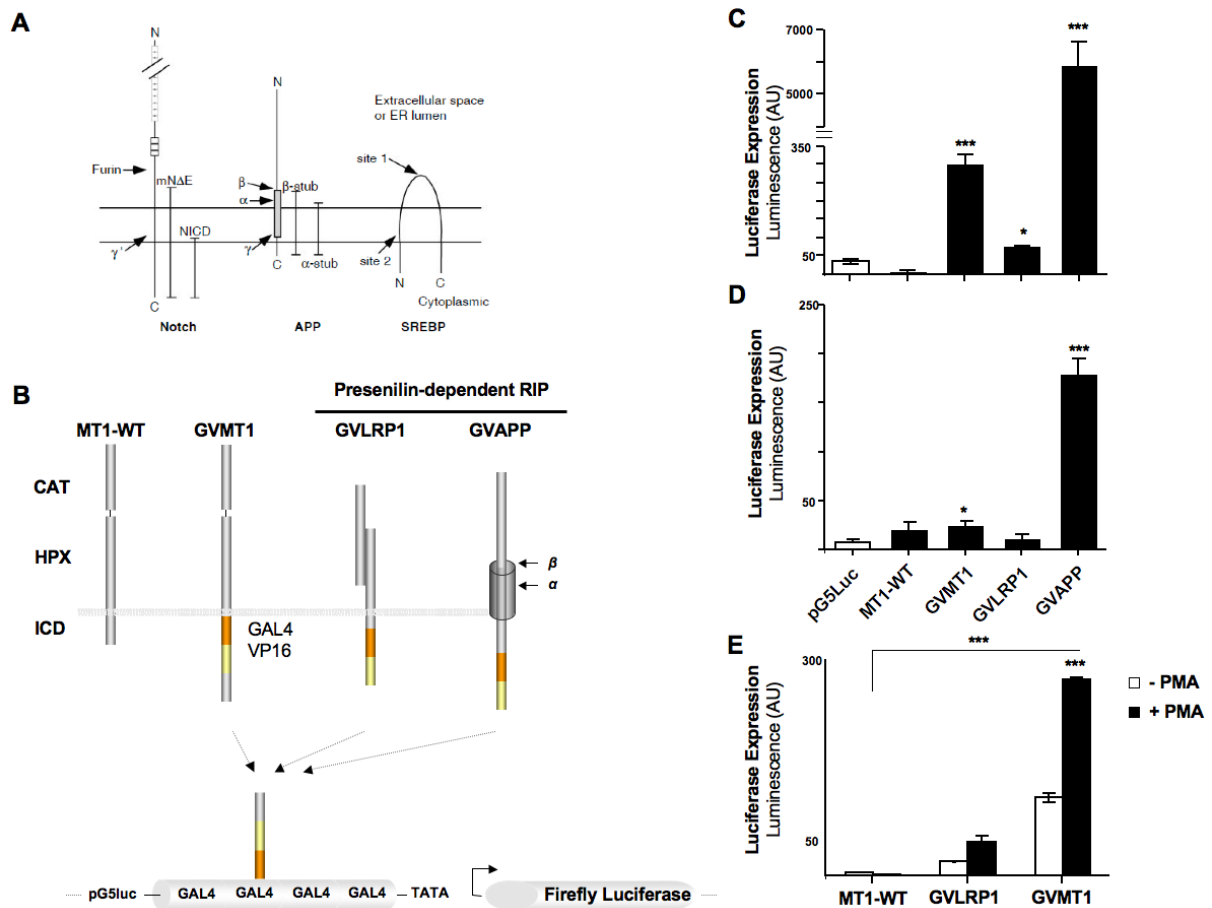 A
N
N
Extracellular space
or ER lumen
site 1
Furin
mNΔE
β
β-stub
α
NICD
γ'
γ
site 2
C
α-stub
N
C
C
Cytoplasmic
Notch
APP
SREBP
B
Presenilin-dependent RIP
MT1-WT
GVMT1
GVLRP1
GVAPP
CAT
HPX
β
α
ICD
GAL4
VP16
pG5luc
GAL4
GAL4
GAL4
GAL4
TATA
Firefly Luciferase
C
Luciferase Expression
Luminescence (AU)
7000
5000
350
50
***
*
***
D
Luciferase Expression
Luminescence (AU)
250
50
*
***
pG5Luc
MT1-WT
GVMT1
GVLRP1
GVAPP
E
Luciferase Expression
Luminescence (AU)
300
50
***
***
- PMA
+ PMA
MT1-WT
GVLRP1
GVMT1